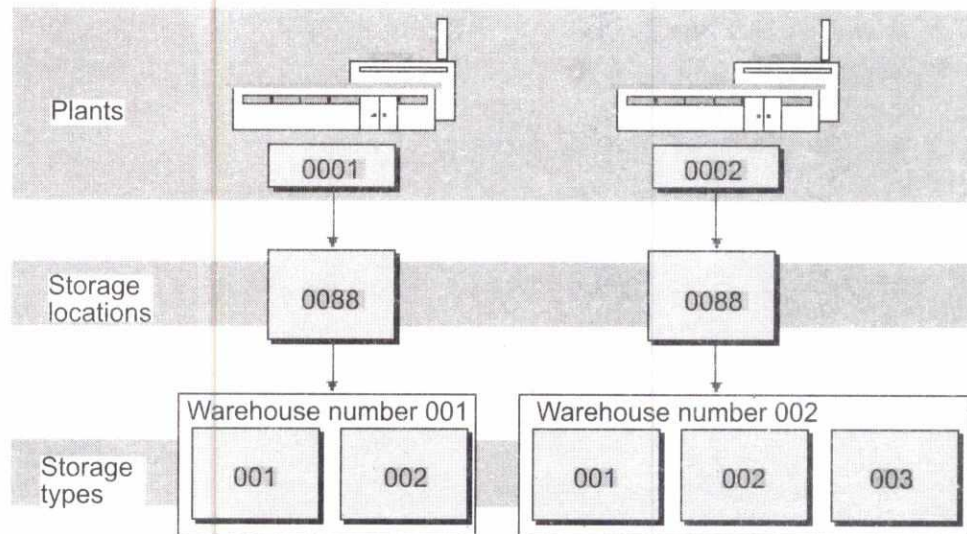 Plants
0001
0002
Storage
locations
0088
0088
Warehouse number 001
Warehouse number 002
Storage
types
001
002
001
002
003